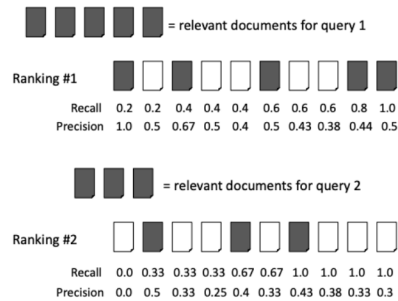 = relevant documents for query 1
Ranking #1
Recall 0.2 0.2 0.4 0.4 0.4 0.6 0.6 0.6 0.8 1.0
Precision 1.0 0.5 0.67 0.5 0.4 0.5 0.43 0.38 0.44 0.5
= relevant documents for query 2
Ranking #2
Recall 0.0 0.33 0.33 0.33 0.67 0.67 1.0 1.0 1.0 1.0
Precision 0.0 0.5 0.33 0.25 0.4 0.33 0.43 0.38 0.33 0.3